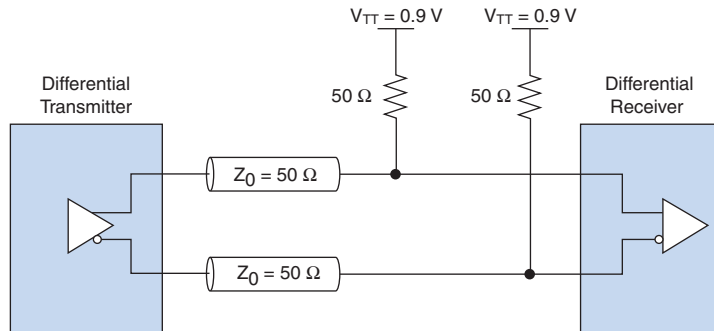 V_TT = 0.9 V V_TT = 0.9 V
Differential
Transmitter
50 Ω 50 Ω
Differential
Receiver
Z_0 = 50 Ω
Z_0 = 50 Ω